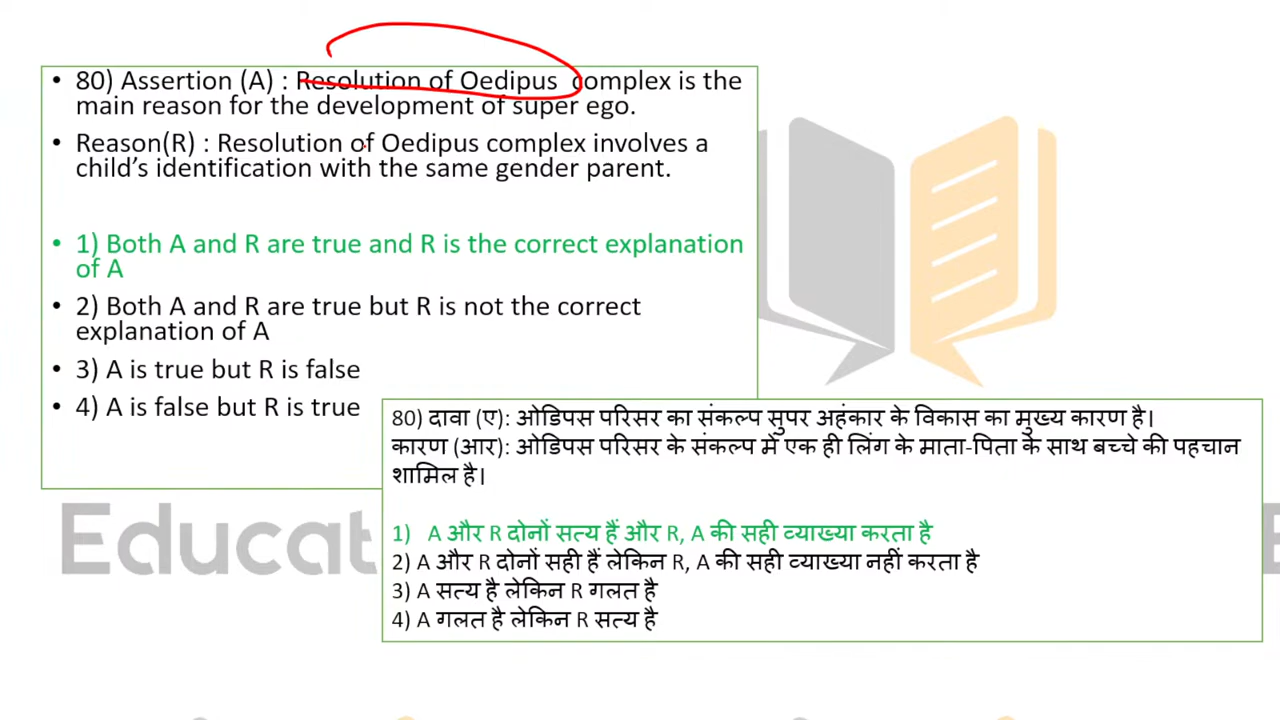 • 80) Assertion (A) : Resolution of Oedipus complex is the
main reason for the development of super ego.
• Reason(R) : Resolution of Oedipus complex involves a
child’s identification with the same gender parent.
• 1) Both A and R are true and R is the correct explanation
of A
• 2) Both A and R are true but R is not the correct
explanation of A
• 3) A is true but R is false
• 4) A is false but R is true
80) दावा (ए): ओडिपस परिसर का संकल्प सुपर अहंकार के विकास का मुख्य कारण है।
कारण (आर): ओडिपस परिसर के संकल्प में एक ही लिंग के माता-पिता के साथ बच्चे की पहचान
शामिल है।
1) A और R दोनों सत्य हैं और R, A की सही व्याख्या करता है
2) A और R दोनों सही हैं लेकिन R, A की सही व्याख्या नहीं करता है
3) A सत्य है लेकिन R गलत है
4) A गलत है लेकिन R सत्य है
Educat